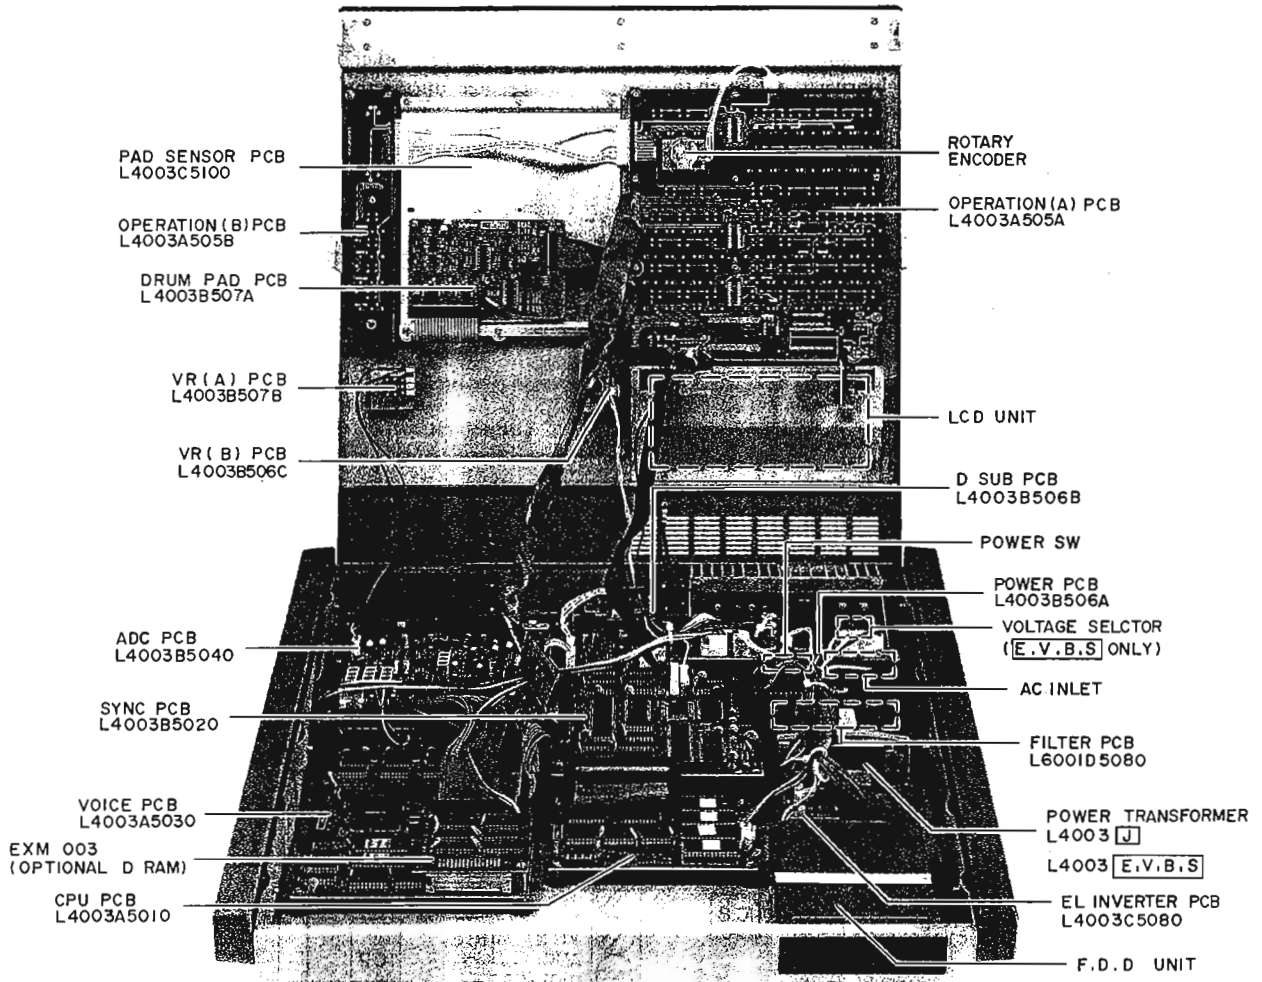 PAD SENSOR PCB
L4003C5100
OPERATION(B)PCB
L4003A505B
DRUM PAD PCB
L4003B507A
VR(A) PCB
L4003B507B
VR(B) PCB
L4003B506C
ADC PCB
L4003B5040
SYNC PCB
L4003B5020
VOICE PCB
L4003A5030
EXM 003
(OPTIONAL D RAM)
CPU PCB
L4003A5010
ROTARY
ENCODER
OPERATION(A) PCB
L4003A505A
LCD UNIT
D SUB PCB
L4003B506B
POWER SW
POWER PCB
L4003B506A
VOLTAGE SELCTOR
(E.V.B.S ONLY)
AC INLET
FILTER PCB
L6001D5080
POWER TRANSFORMER
L4003 J
L4003 E.V.B.S
EL INVERTER PCB
L4003C5080
F.D.D UNIT